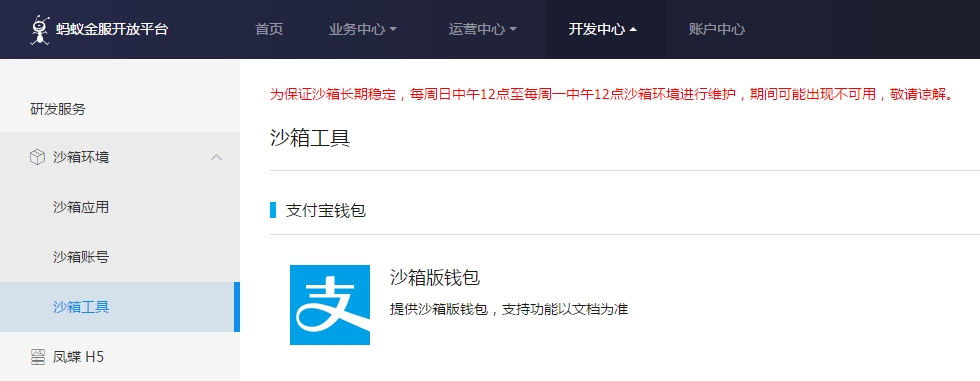 蚂蚁金服开放平台 首页 业务中心 运营中心 开发中心 账户中心
研发服务
沙箱环境
沙箱应用
沙箱账号
沙箱工具
凤蝶 H5
为保证沙箱长期稳定，每周日中午12点至每周一中午12点沙箱环境进行维护，期间可能出现不可用，敬请谅解。
沙箱工具
支付宝钱包
支
沙箱版钱包
提供沙箱版钱包，支持功能以文档为准